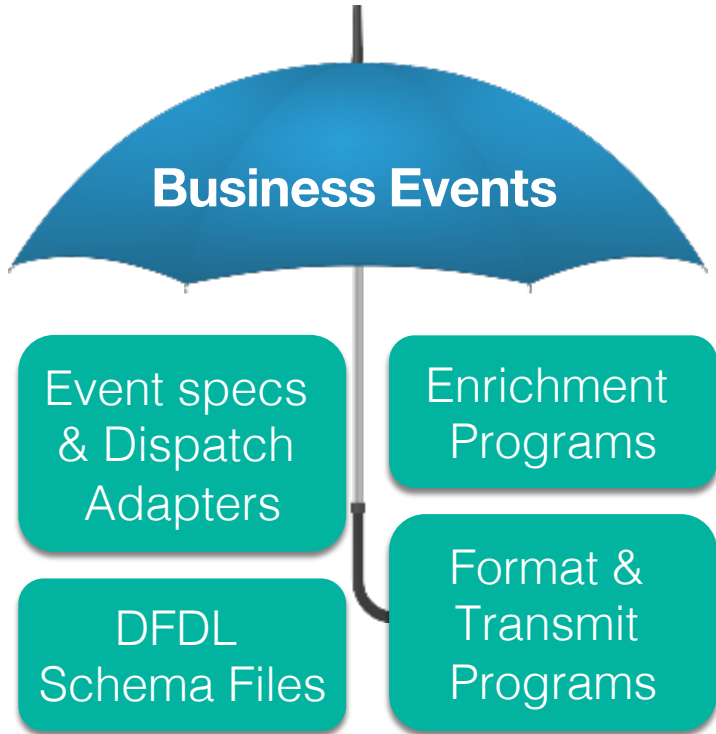 Business Events
Event specs
& Dispatch
Adapters
Enrichment
Programs
DFDL
Schema Files
Format &
Transmit
Programs